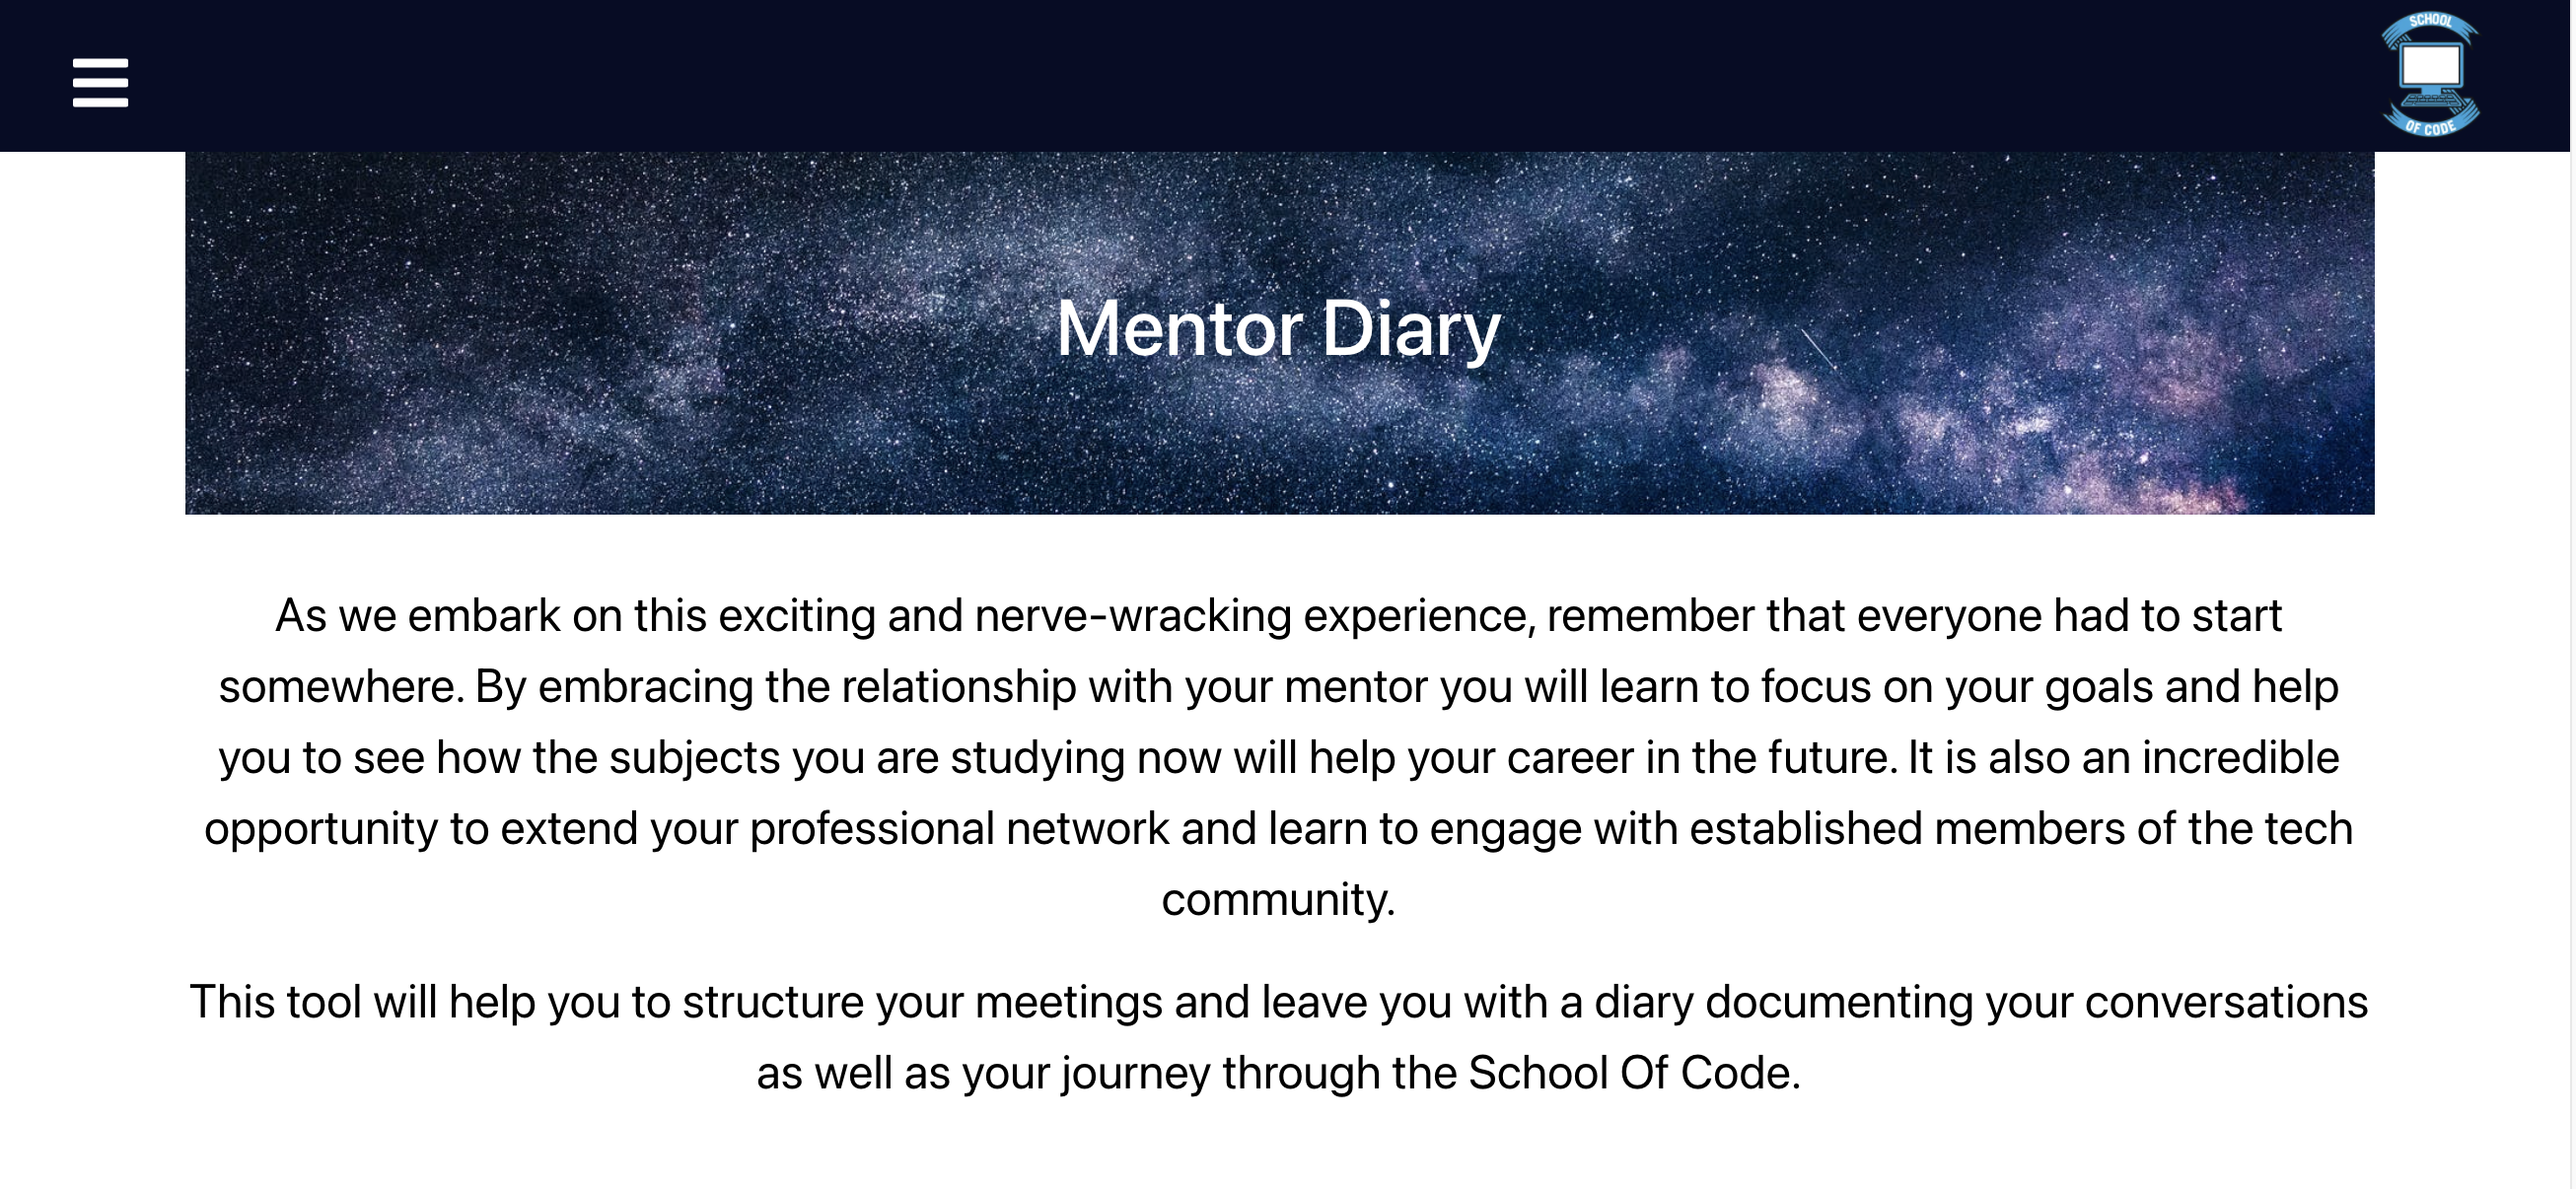 SCHOOL
OF CODE
Mentor Diary
As we embark on this exciting and nerve-wracking experience, remember that everyone had to start
somewhere. By embracing the relationship with your mentor you will learn to focus on your goals and help
you to see how the subjects you are studying now will help your career in the future. It is also an incredible
opportunity to extend your professional network and learn to engage with established members of the tech
community.
This tool will help you to structure your meetings and leave you with a diary documenting your conversations
as well as your journey through the School Of Code.